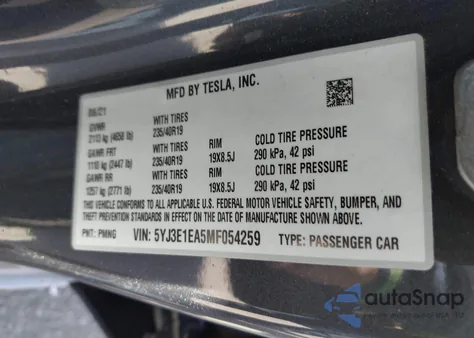 MFD BY TESLA, INC.
GVWR WITH TIRES
2113 kg (4658 lb) 235/40R19 RIM COLD TIRE PRESSURE
GAWR FRT WITH TIRES 19X8.5J 290 kPa, 42 psi
1110 kg (2447 lb) 235/40R19 RIM COLD TIRE PRESSURE
GAWR RR WITH TIRES 19X8.5J 290 kPa, 42 psi
1257 kg (2771 lb) 235/40R19
THIS VEHICLE CONFORMS TO ALL APPLICABLE U.S. FEDERAL MOTOR VEHICLE SAFETY, BUMPER, AND
THEFT PREVENTION STANDARDS IN EFFECT ON THE DATE OF MANUFACTURE SHOWN ABOVE.
PNT: PMNG VIN: 5YJ3E1EA5MF054259 TYPE: PASSENGER CAR
autaSnap